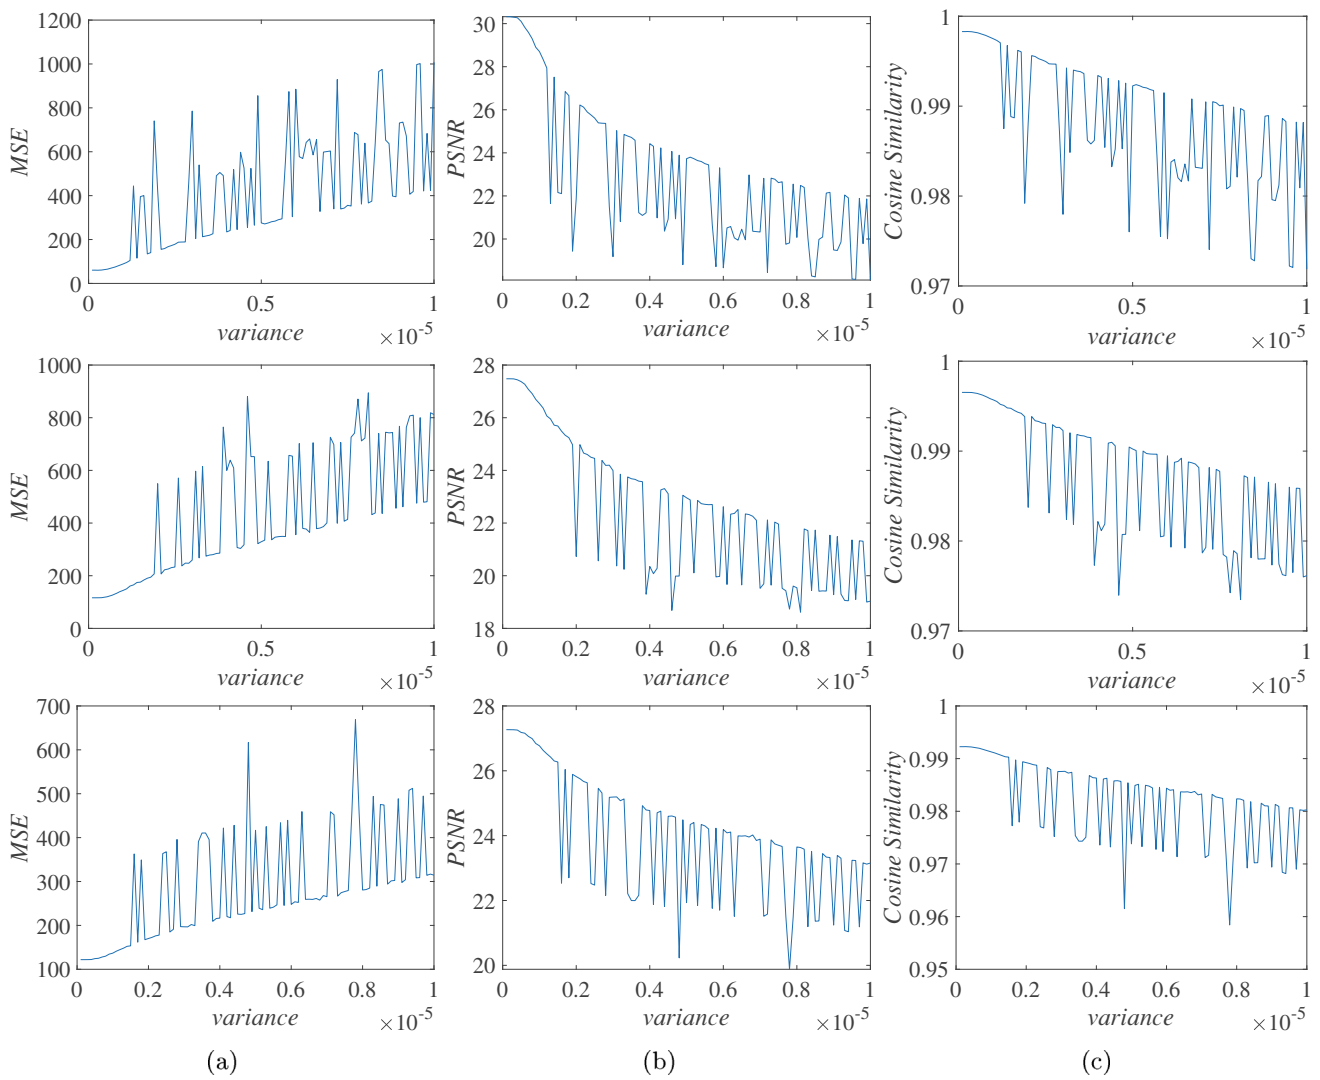 1200
1000
800
600
400
200
0
MSE
0 0.5 1
variance ×10-5
30
28
26
24
22
20
PSNR
0 0.2 0.4 0.6 0.8 1
variance ×10-5
1
0.99
0.98
0.97
Cosine Similarity
0 0.5 1
variance ×10-5
1000
800
600
400
200
0
MSE
0 0.5 1
variance ×10-5
28
26
24
22
20
18
PSNR
0 0.2 0.4 0.6 0.8 1
variance ×10-5
1
0.99
0.98
0.97
Cosine Similarity
0 0.5 1
variance ×10-5
700
600
500
400
300
200
100
MSE
0 0.2 0.4 0.6 0.8 1
variance ×10-5
28
26
24
22
20
PSNR
0 0.2 0.4 0.6 0.8 1
variance ×10-5
1
0.99
0.98
0.97
0.96
0.95
Cosine Similarity
0 0.2 0.4 0.6 0.8 1
variance ×10-5
(a) (b) (c)